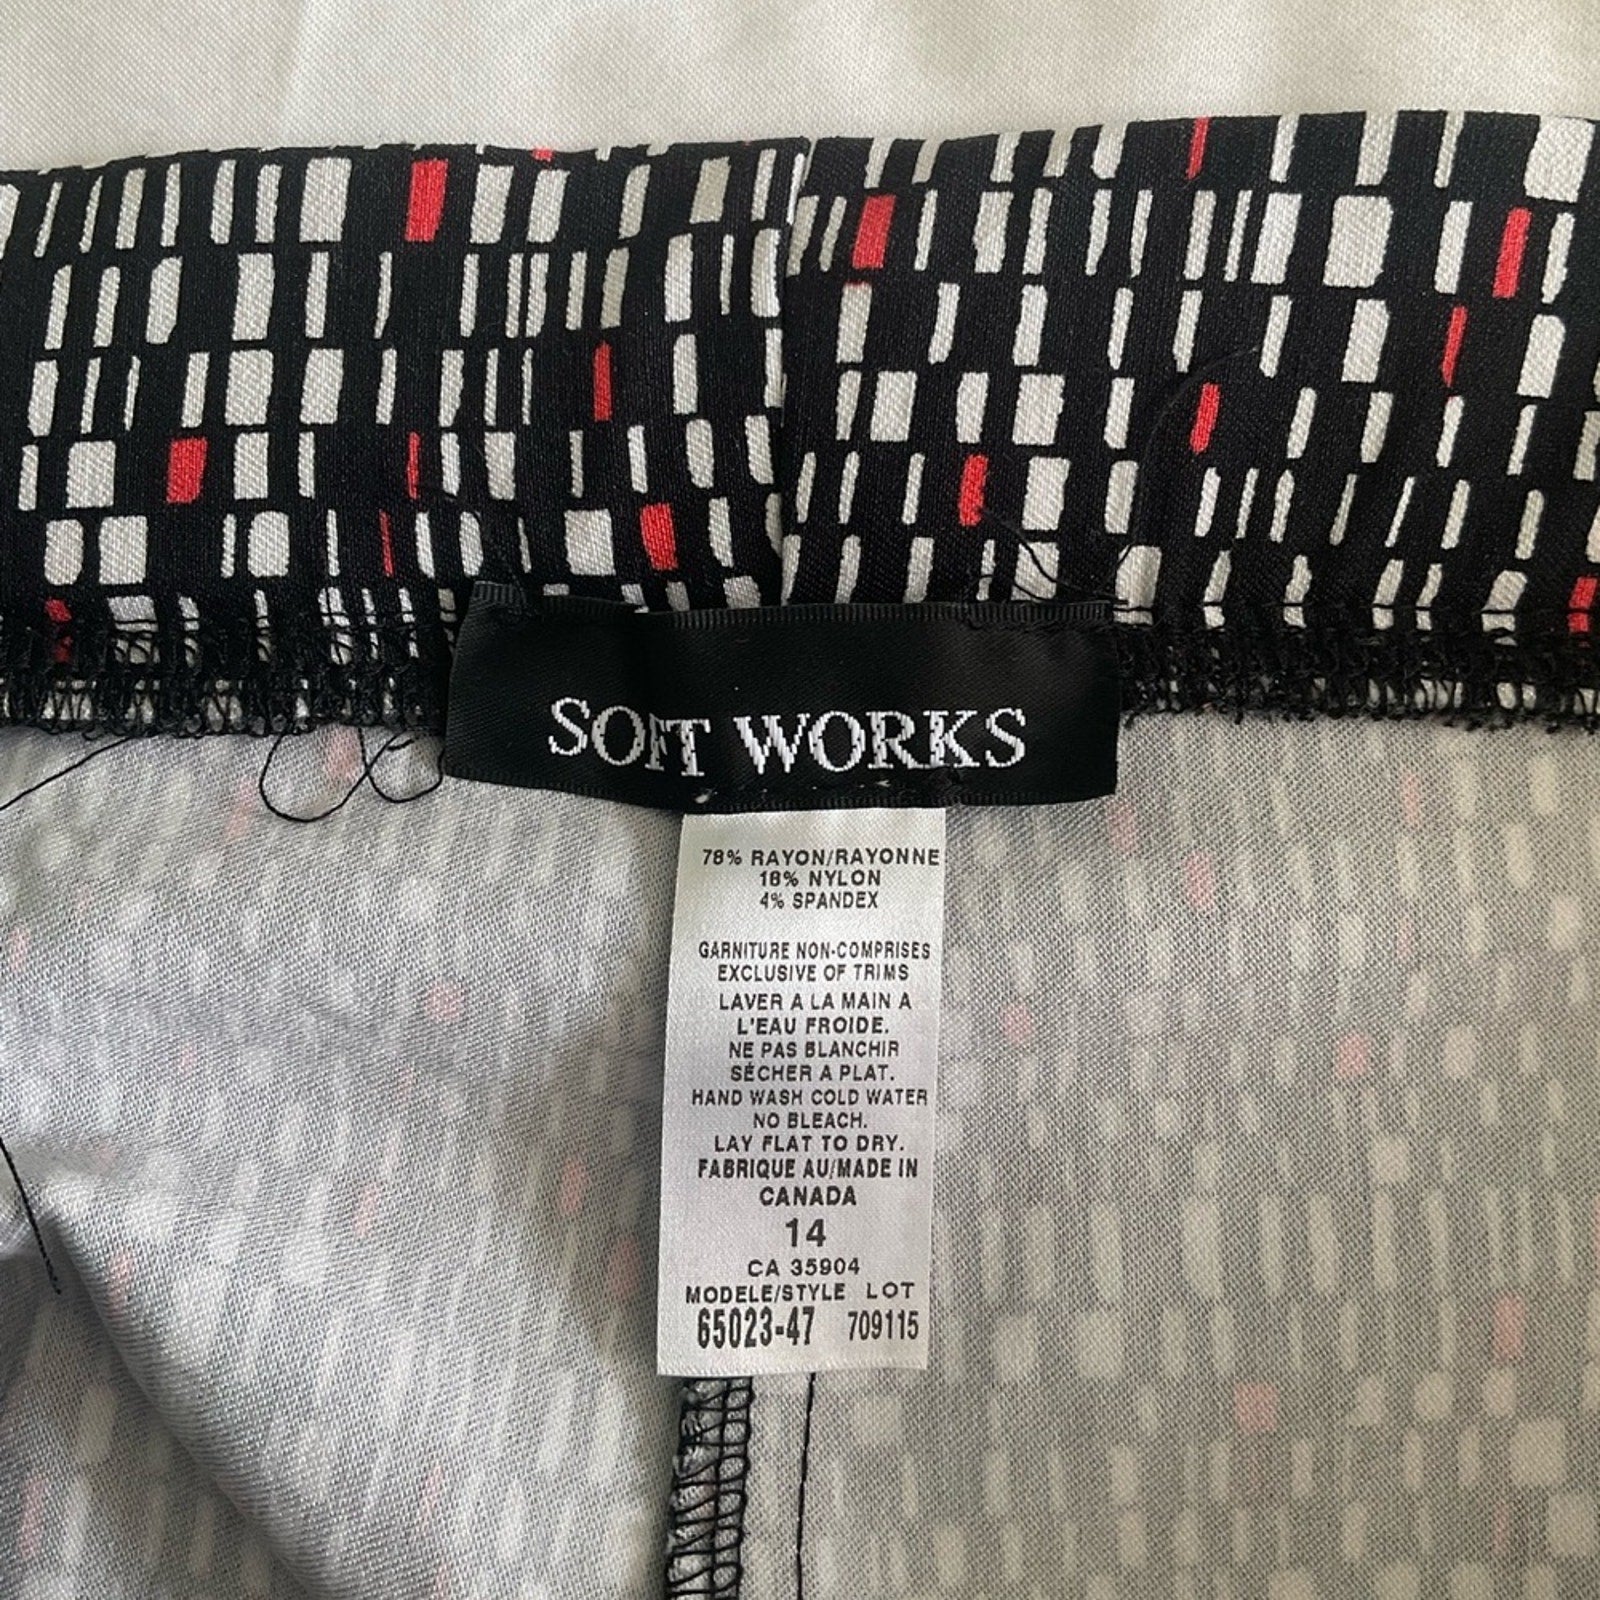 SOFT WORKS
78% RAYON/RAYONNE
18% NYLON
4% SPANDEX
GARNITURE NON-COMPRISES
EXCLUSIVE OF TRIMS
LAVER A LA MAIN A
L'EAU FROIDE.
NE PAS BLANCHIR
SÉCHER A PLAT.
HAND WASH COLD WATER
NO BLEACH.
LAY FLAT TO DRY.
FABRIQUE AU/MADE IN
CANADA
14
CA 35904
MODELE/STYLE LOT
65023-47 709115